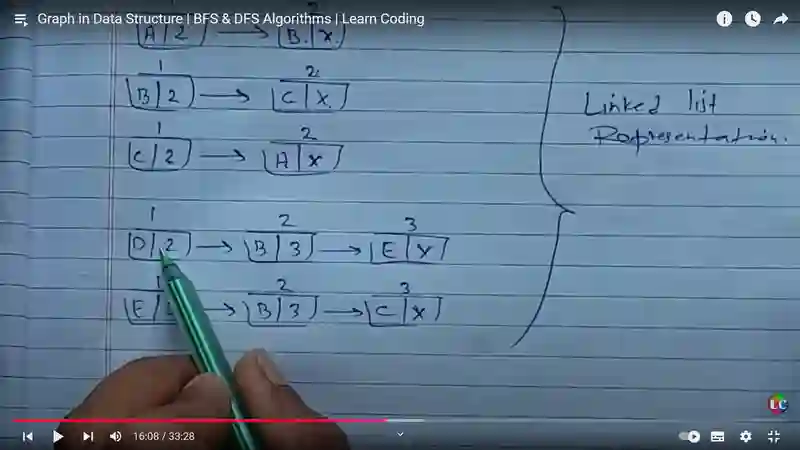 Graph in Data Structure | BFS & DFS Algorithms | Learn Coding
A|2 → B|X
1 2
B|2 → C|X
1 2
C|2 → A|X
Linked list
Representation.
1 2 3
D|2 → B|3 → E|X
1 2 3
E| → B|3 → C|X
LC
16:08 / 33:28